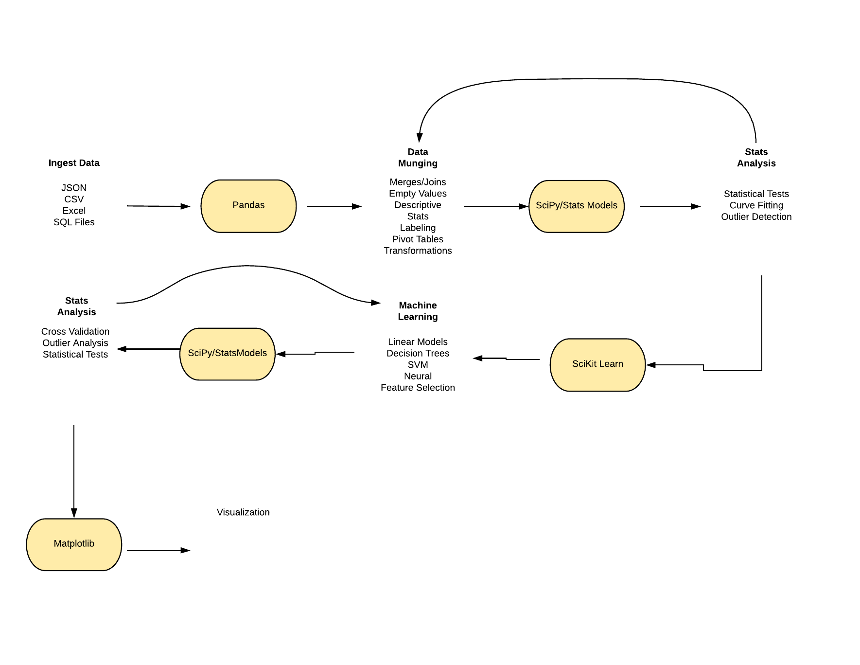 Ingest Data
JSON
CSV
Excel
SQL Files
Pandas
Data
Munging
Merges/Joins
Empty Values
Descriptive
Stats
Labeling
Pivot Tables
Transformations
SciPy/Stats Models
Stats
Analysis
Statistical Tests
Curve Fitting
Outlier Detection
SciKit Learn
Machine
Learning
Linear Models
Decision Trees
SVM
Neural
Feature Selection
SciPy/StatsModels
Stats
Analysis
Cross Validation
Outlier Analysis
Statistical Tests
Matplotlib
Visualization